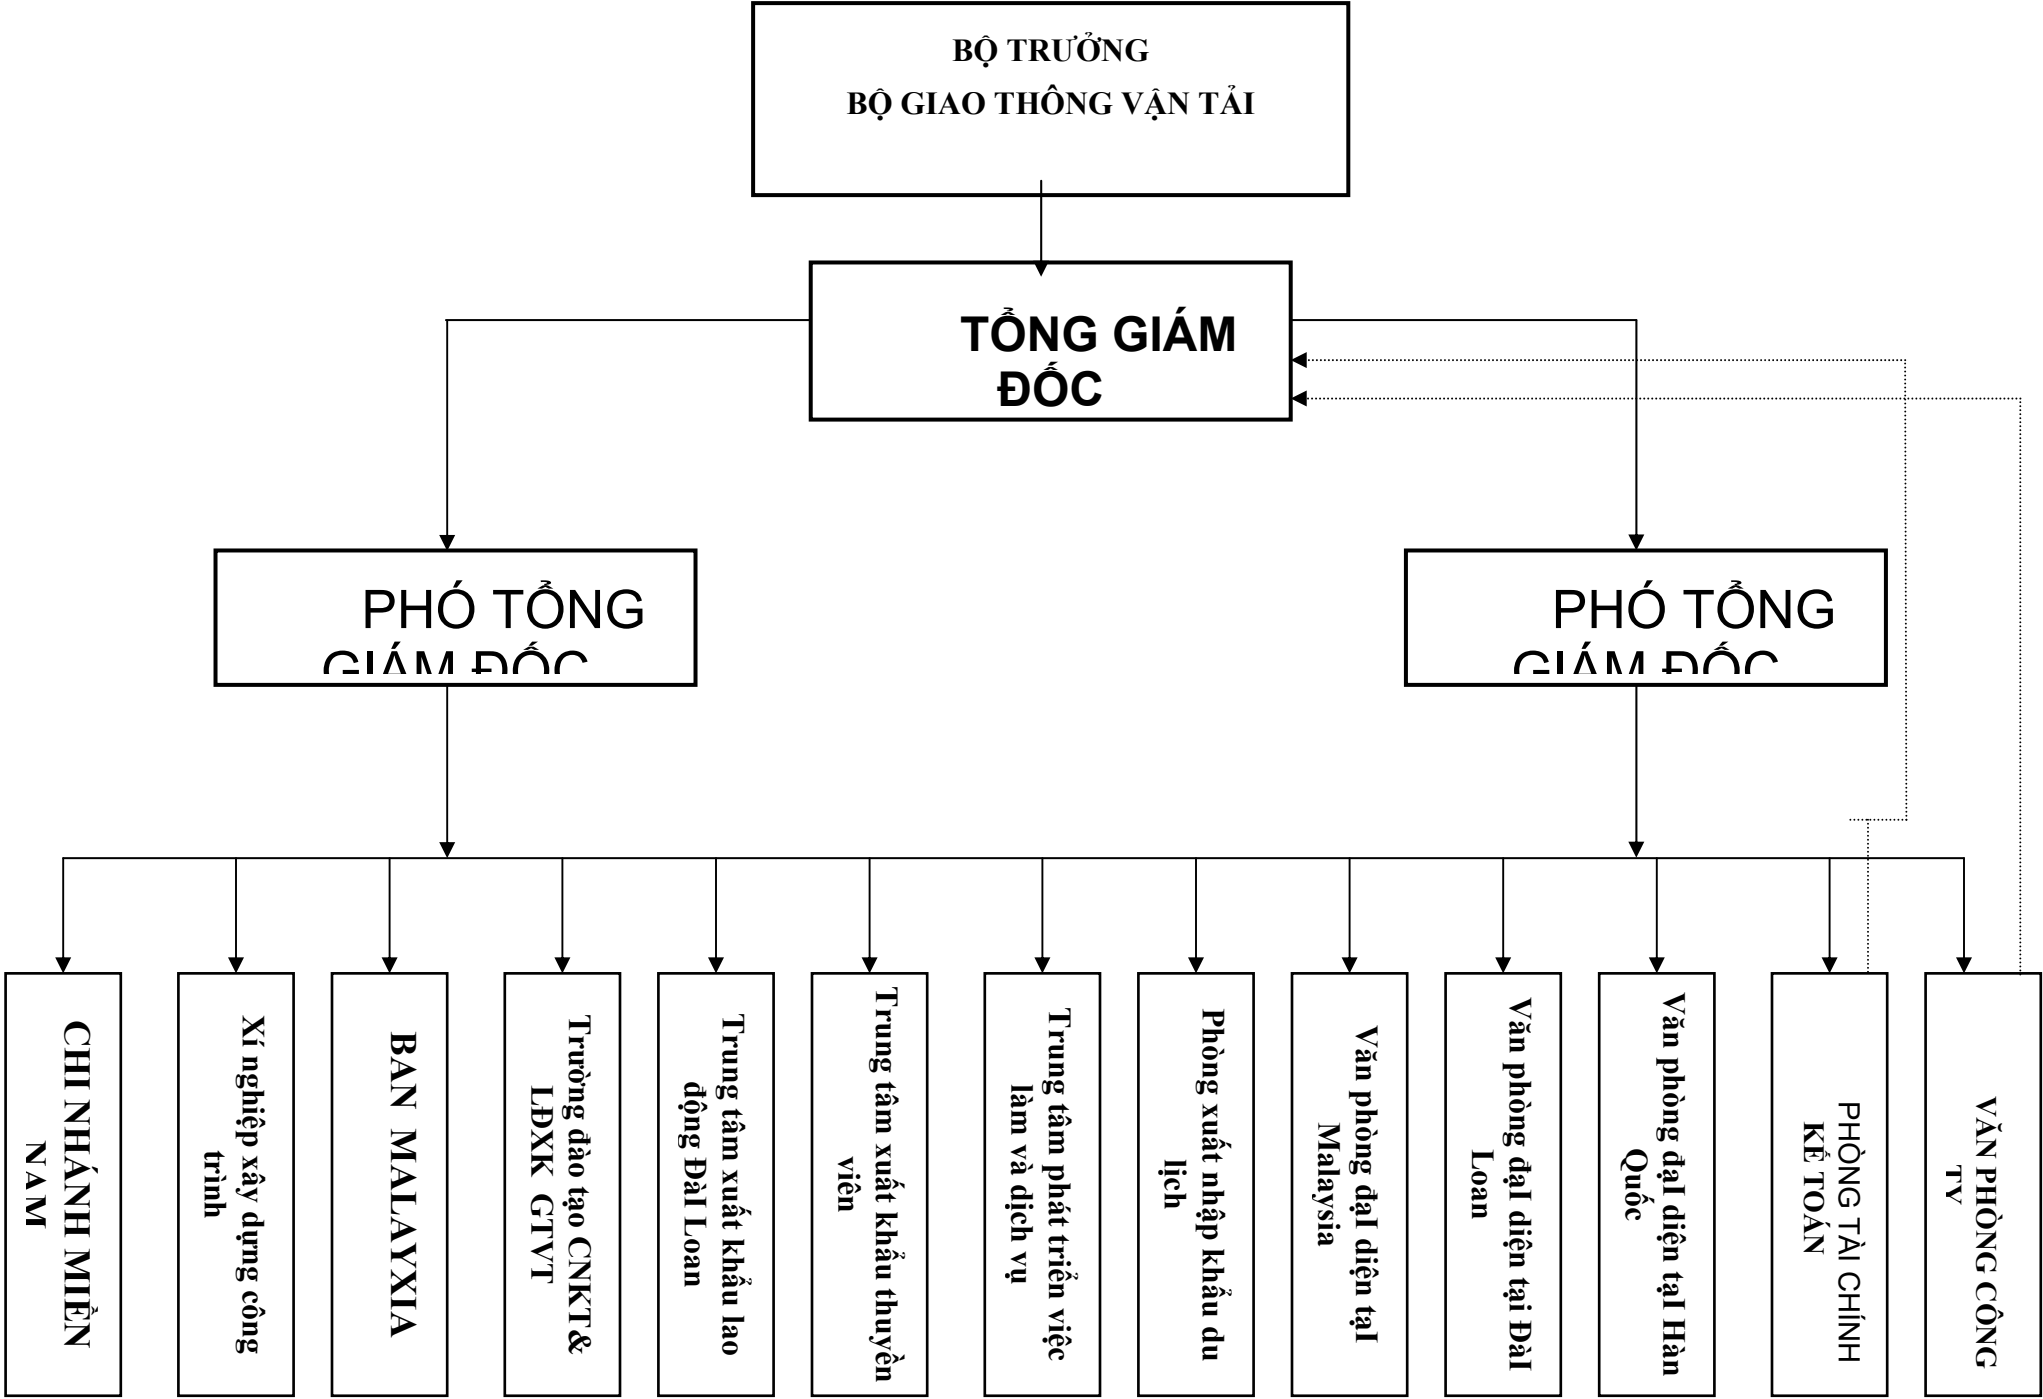 BỘ TRƯỞNG
BỘ GIAO THÔNG VẬN TẢI
TỔNG GIÁM
ĐỐC
PHÓ TỔNG
GIÁM ĐỐC
PHÓ TỔNG
GIÁM ĐỐC
CHI NHÁNH MIỀN
NAM
Xí nghiệp xây dựng công
trình
BAN MALAYXIA
Trường đào tạo CNKT&
LĐXK GTVT
Trung tâm xuất khẩu lao
động ĐàI Loan
Trung tâm xuất khẩu thuyền
viên
Trung tâm phát triển việc
làm và dịch vụ
Phòng xuất nhập khẩu du
lịch
Văn phòng đạI diện tạI
Malaysia
Văn phòng đạI diện tại ĐàI
Loan
Văn phòng đạI diện tạI Hàn
Quốc
PHÒNG TÀI CHÍNH
KẾ TOÁN
VĂN PHÒNG CÔNG
TY